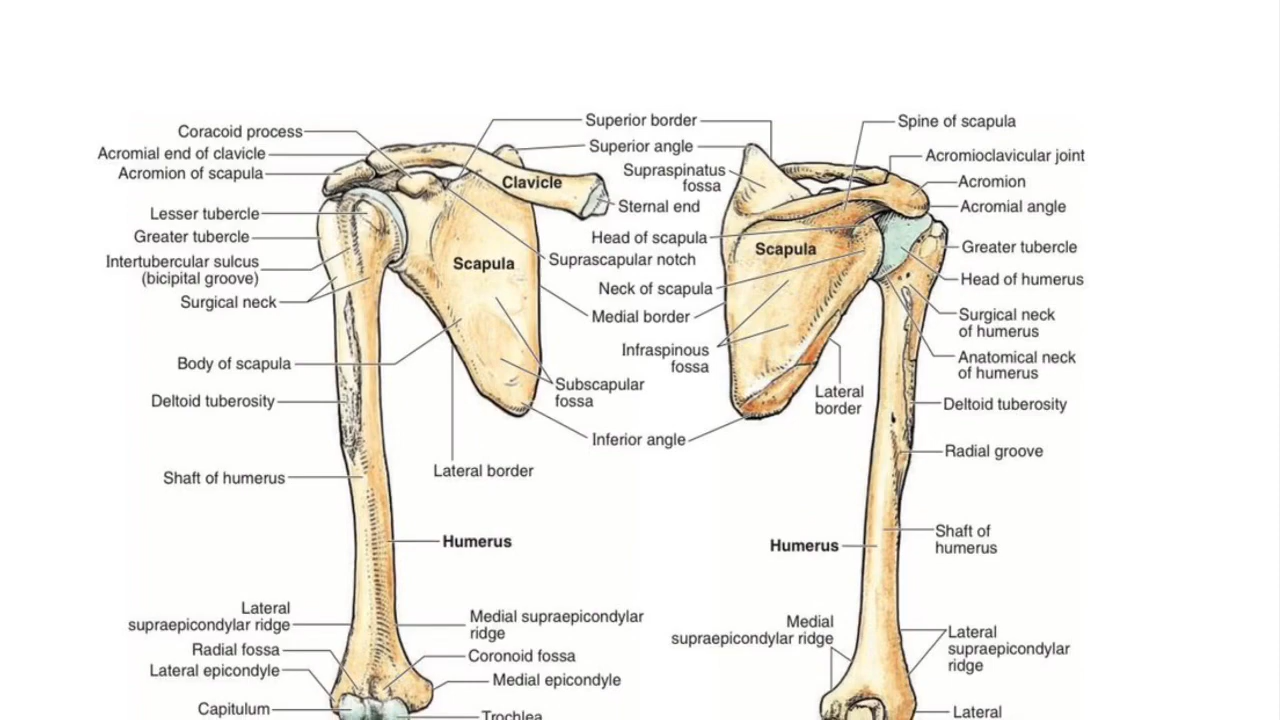 Coracoid process
Acromial end of clavicle
Acromion of scapula
Lesser tubercle
Greater tubercle
Intertubercular sulcus
(bicipital groove)
Surgical neck
Body of scapula
Deltoid tuberosity
Shaft of humerus
Lateral
supraepicondylar ridge
Radial fossa
Lateral epicondyle
Capitulum
Clavicle
Scapula
Lateral border
Humerus
Medial supraepicondylar
ridge
Coronoid fossa
Medial epicondyle
Trochlea
Superior border
Superior angle
Supraspinatus
fossa
Sternal end
Head of scapula
Suprascapular notch
Neck of scapula
Medial border
Infraspinous
fossa
Subscapular
fossa
Inferior angle
Scapula
Lateral
border
Humerus
Medial
supraepicondylar ridge
Spine of scapula
Acromioclavicular joint
Acromion
Acromial angle
Greater tubercle
Head of humerus
Surgical neck
of humerus
Anatomical neck
of humerus
Deltoid tuberosity
Radial groove
Shaft of
humerus
Lateral
supraepicondylar
ridge
Lateral